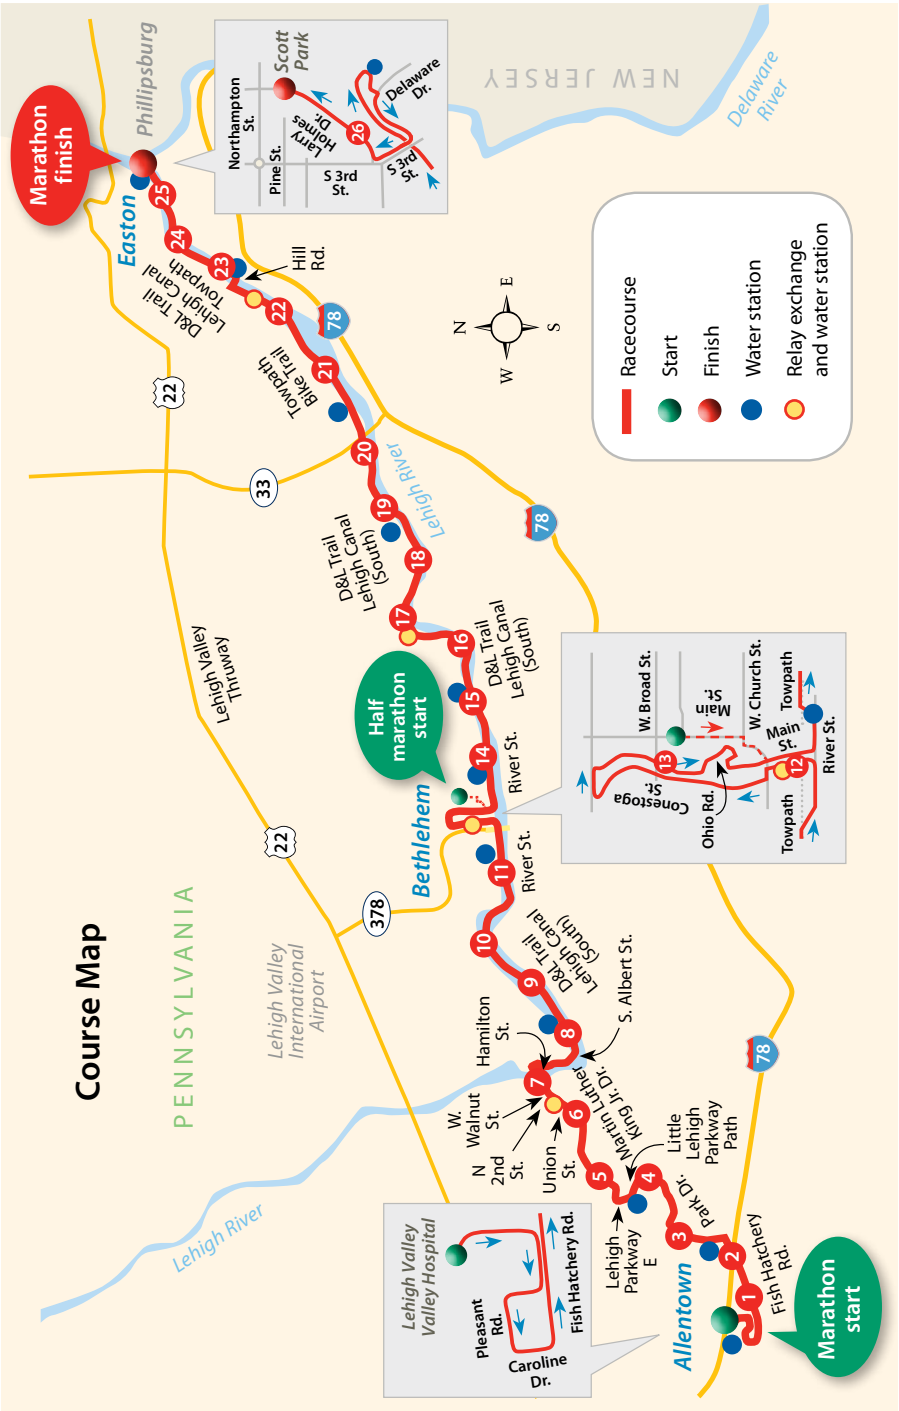 Course Map
PENNSYLVANIA
NEW JERSEY
Phillipsburg
Delaware
River
Marathon
finish
Easton
25
24
23
22
21
20
19
18
17
16
15
14
11
10
9
8
7
6
5
4
3
2
1
Hill
Rd.
D&L Trail
Lehigh Canal
Towpath
Towpath
Bike Trail
22
33
78
78
78
22
378
Lehigh River
D&L Trail
Lehigh Canal
(South)
D&L Trail
Lehigh Canal
(South)
Lehigh Valley
Thruway
Half
marathon
start
Bethlehem
River St.
River St.
Lehigh Valley
International
Airport
D&L Trail
Lehigh Canal
(South)
S. Albert St.
Hamilton
St.
W.
Walnut
St.
N
2nd
St.
Union
St.
Martin Luther
King Jr. Dr.
Little
Lehigh
Parkway
Path
Park Dr.
Lehigh
Parkway
E
Fish Hatchery
Rd.
Lehigh River
Allentown
Marathon
start
Scott
Park
Northampton
St.
Pine St.
Larry
Holmes
Dr.
26
Delaware
Dr.
S 3rd
St.
S 3rd
St.
N
E
S
W
Racecourse
Start
Finish
Water station
Relay exchange
and water station
W. Broad St.
Main
St.
W. Church St.
Main
St.
Towpath
River St.
13
12
Conestoga
St.
Ohio Rd.
Towpath
Lehigh Valley
Valley Hospital
Pleasant
Rd.
Fish Hatchery Rd.
Caroline
Dr.